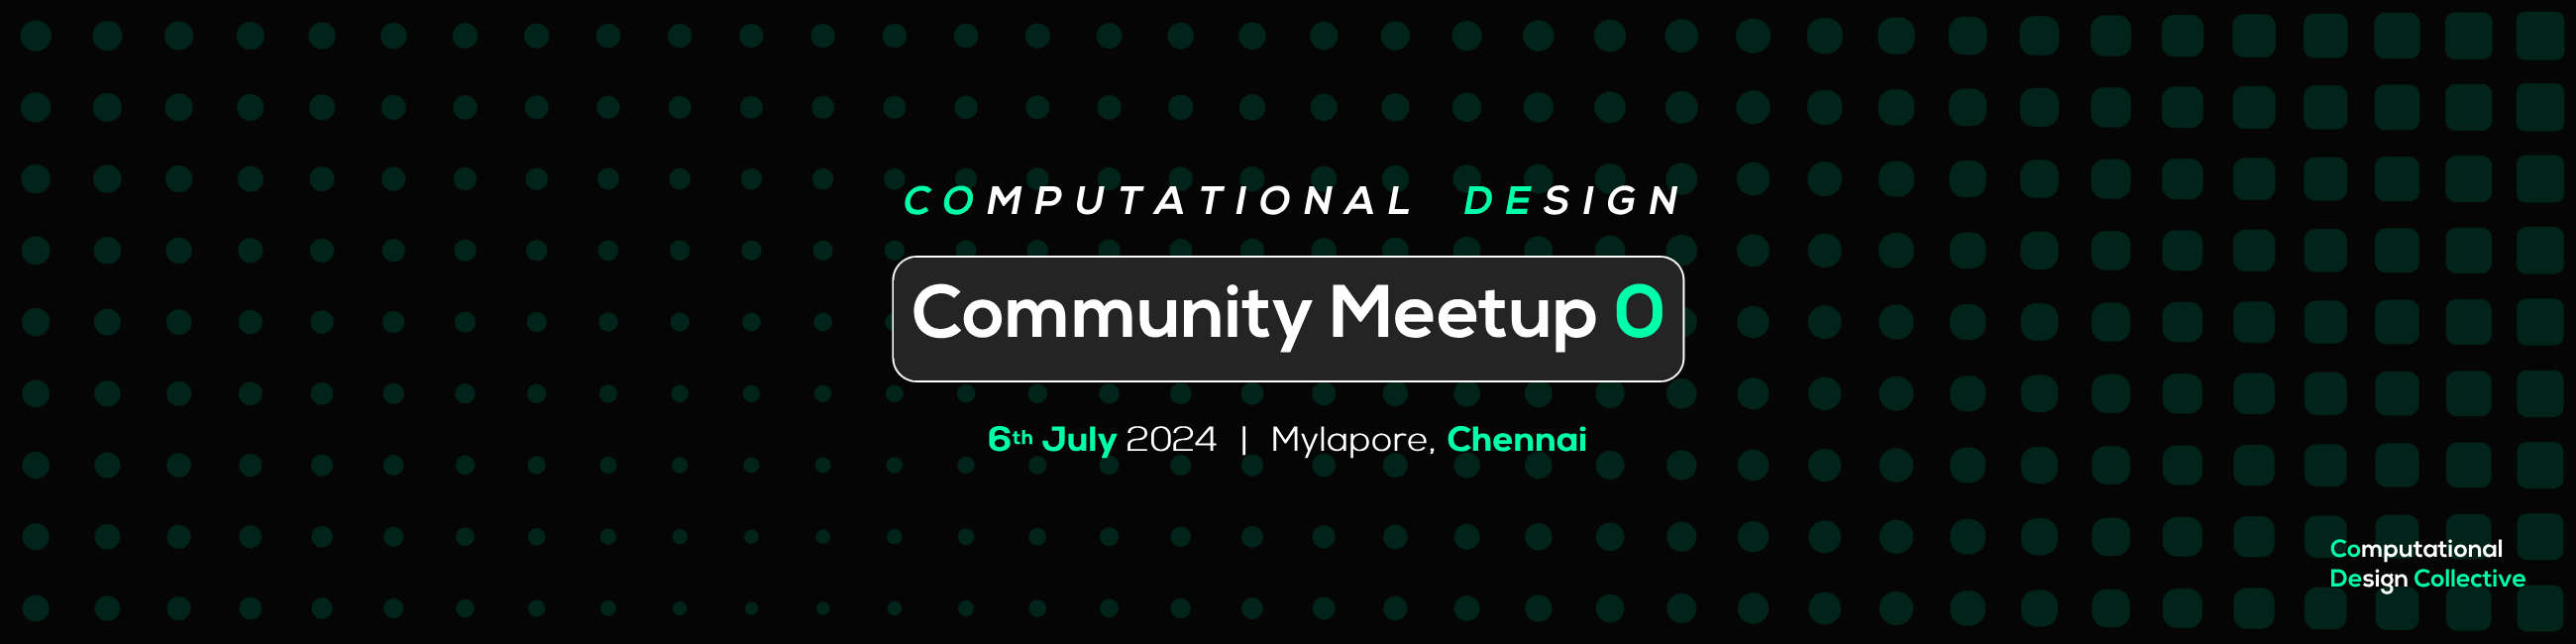 COMPUTATIONAL DESIGN
Community Meetup 0
6th July 2024 | Mylapore, Chennai
Computational
Design Collective